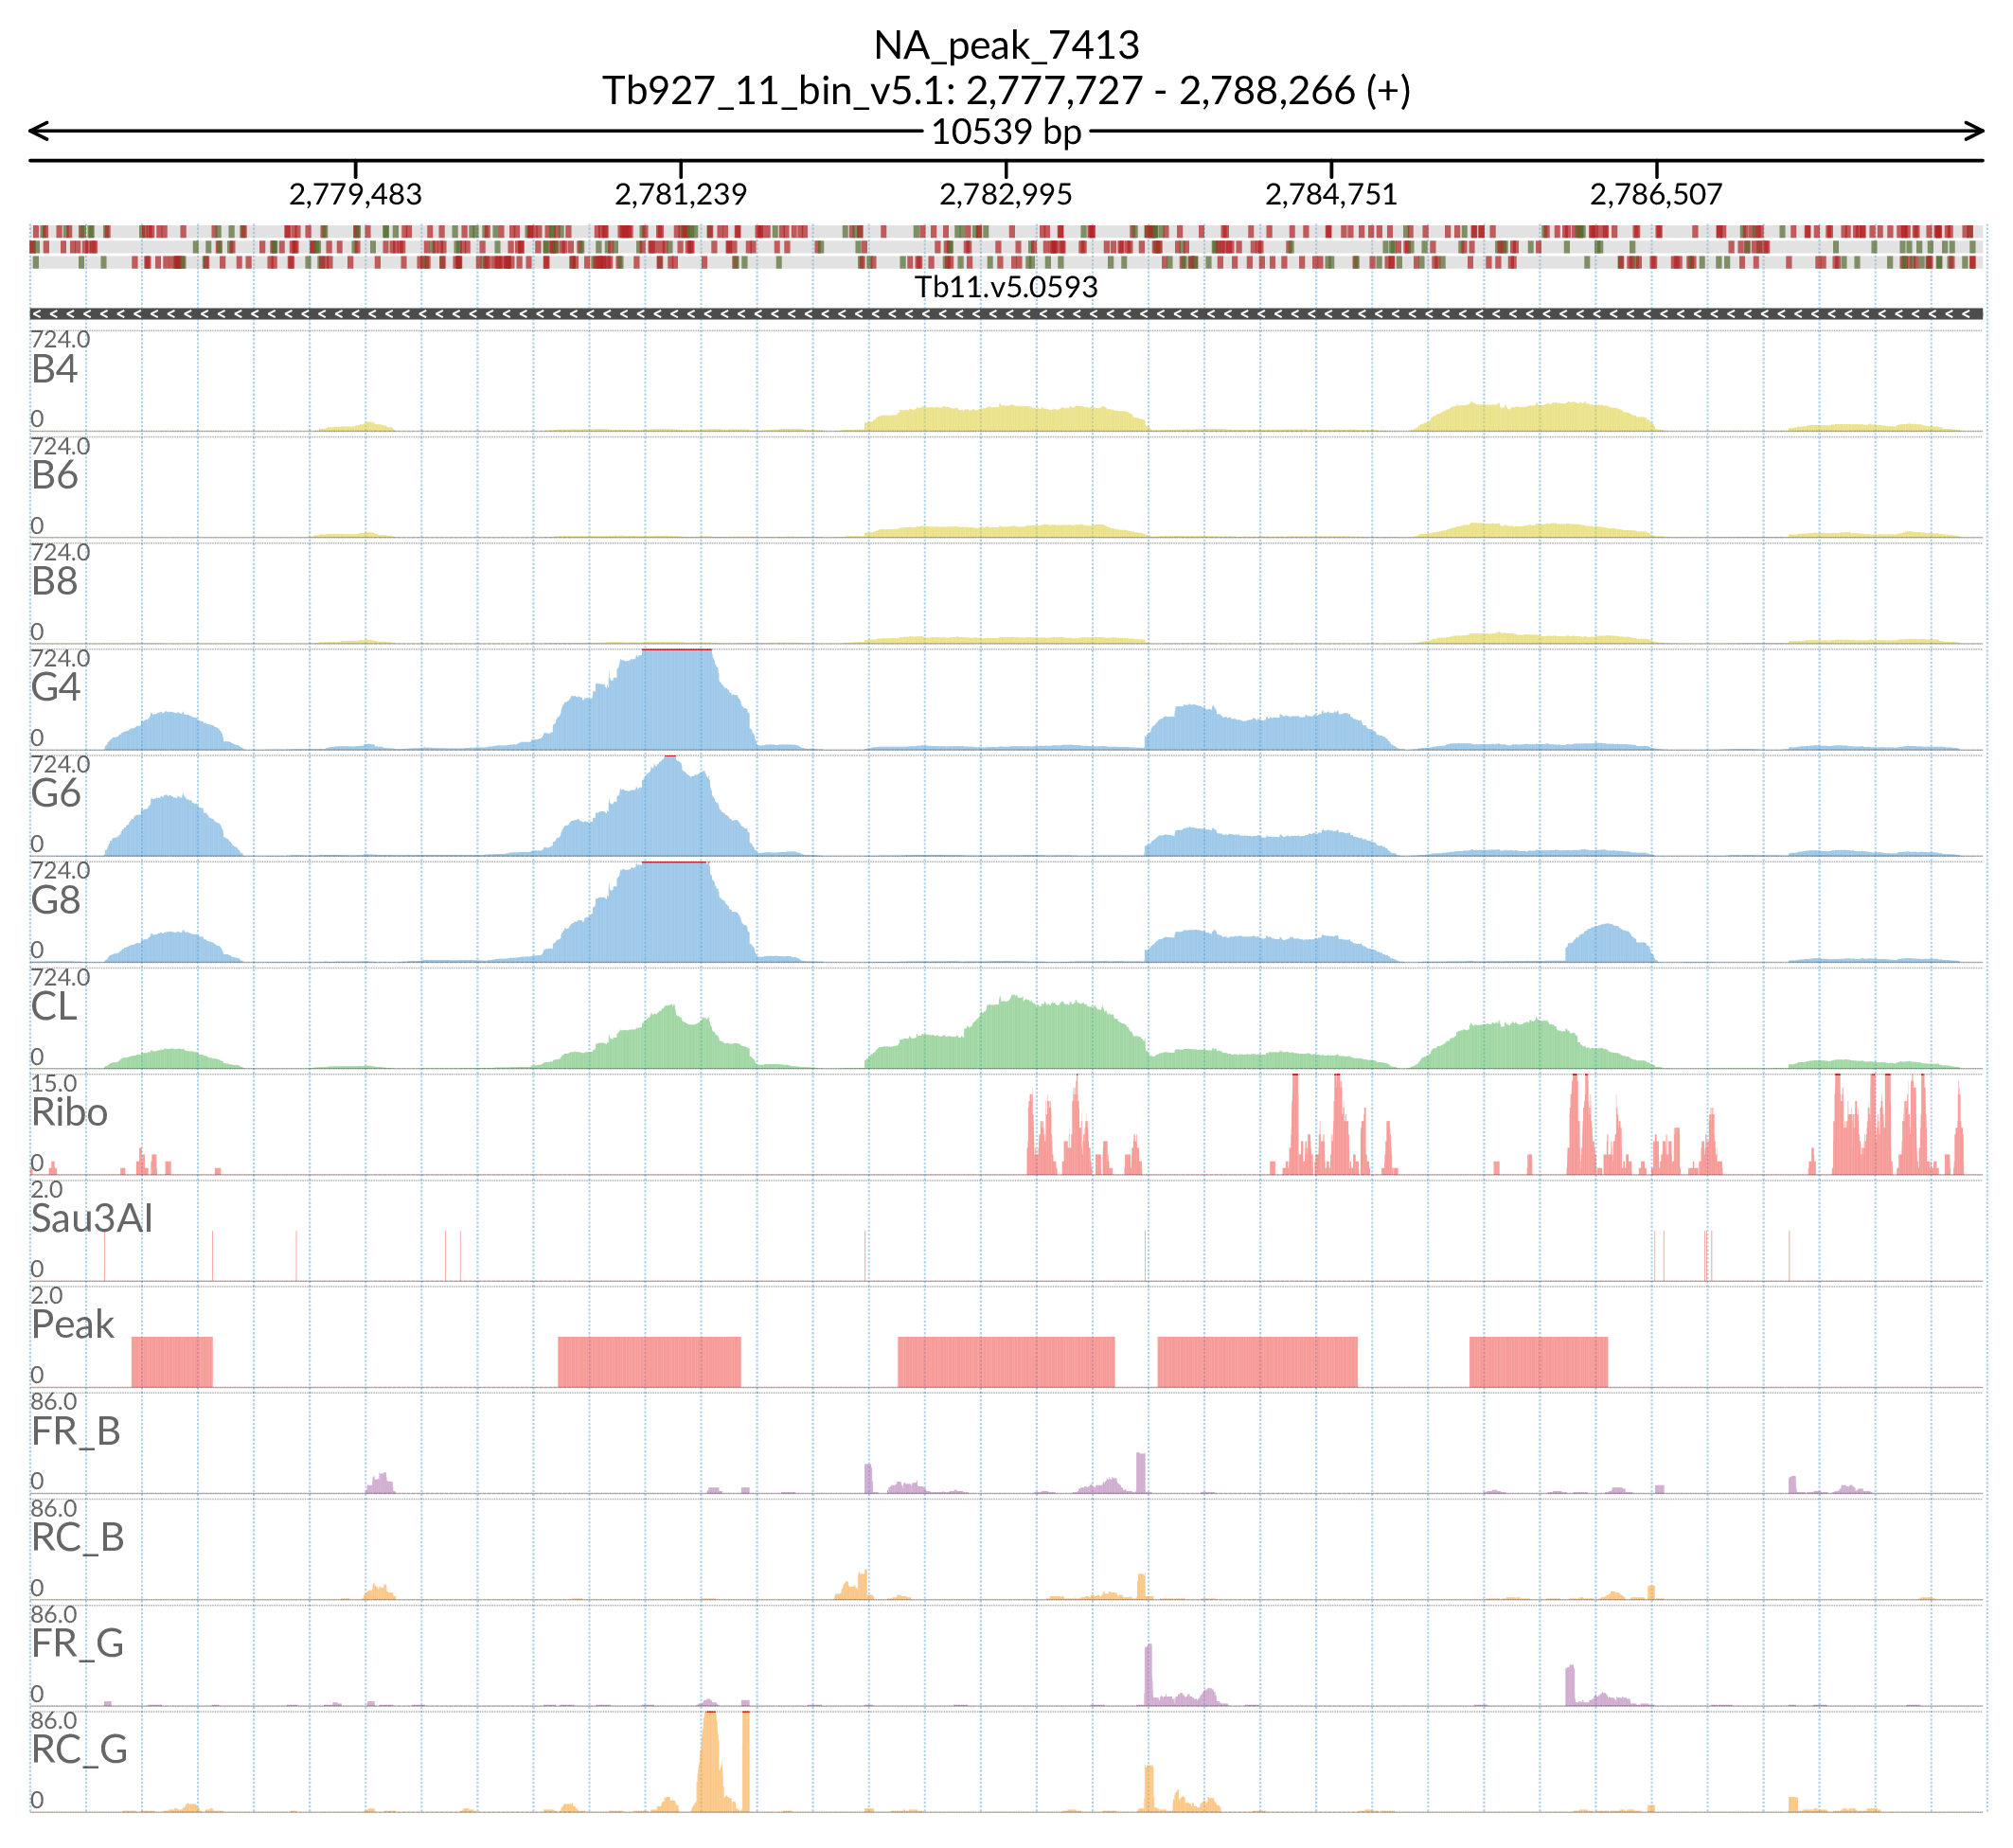 NA_peak_7413
Tb927_11_bin_v5.1: 2,777,727 - 2,788,266 (+)
10539 bp
2,779,483 2,781,239 2,782,995 2,784,751 2,786,507
Tb11.v5.0593
724.0
B4
0
724.0
B6
0
724.0
B8
0
724.0
G4
0
724.0
G6
0
724.0
G8
0
724.0
CL
0
15.0
Ribo
0
2.0
Sau3AI
0
2.0
Peak
0
86.0
FR_B
0
86.0
RC_B
0
86.0
FR_G
0
86.0
RC_G
0